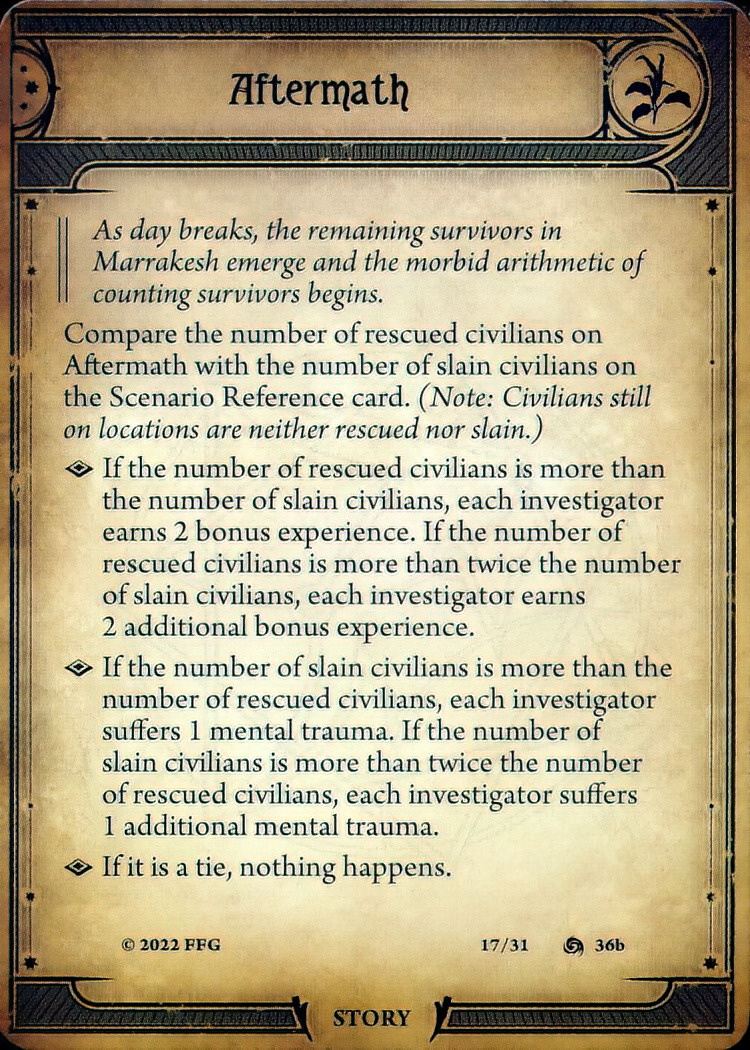 Aftermath
As day breaks, the remaining survivors in
Marrakesh emerge and the morbid arithmetic of
counting survivors begins.
Compare the number of rescued civilians on
Aftermath with the number of slain civilians on
the Scenario Reference card. (Note: Civilians still
on locations are neither rescued nor slain.)
If the number of rescued civilians is more than
the number of slain civilians, each investigator
earns 2 bonus experience. If the number of
rescued civilians is more than twice the number
of slain civilians, each investigator earns
2 additional bonus experience.
If the number of slain civilians is more than the
number of rescued civilians, each investigator
suffers 1 mental trauma. If the number of
slain civilians is more than twice the number
of rescued civilians, each investigator suffers
1 additional mental trauma.
If it is a tie, nothing happens.
© 2022 FFG 17/31 36b
STORY